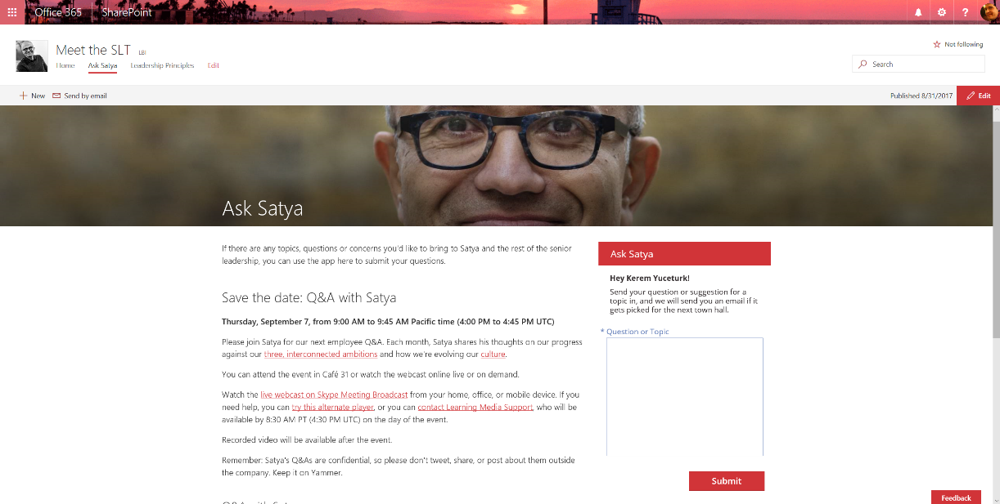 Office 365 SharePoint
Meet the SLT LBI
Not following
Home Ask Satya Leadership Principles Edit
Search
New Send by email
Published 8/31/2017 Edit
Ask Satya
If there are any topics, questions or concerns you'd like to bring to Satya and the rest of the senior
leadership, you can use the app here to submit your questions.
Save the date: Q&A with Satya
Thursday, September 7, from 9:00 AM to 9:45 AM Pacific time (4:00 PM to 4:45 PM UTC)
Please join Satya for our next employee Q&A. Each month, Satya shares his thoughts on our progress
against our three, interconnected ambitions and how we're evolving our culture.
You can attend the event in Café 31 or watch the webcast online live or on demand.
Watch the live webcast on Skype Meeting Broadcast from your home, office, or mobile device. If you
need help, you can try this alternate player, or you can contact Learning Media Support, who will be
available by 8:30 AM PT (4:30 PM UTC) on the day of the event.
Recorded video will be available after the event.
Remember: Satya's Q&As are confidential, so please don't tweet, share, or post about them outside
the company. Keep it on Yammer.
Ask Satya
Hey Kerem Yuceturk!
Send your question or suggestion for a
topic in, and we will send you an email if it
gets picked for the next town hall.
* Question or Topic
Submit
Feedback